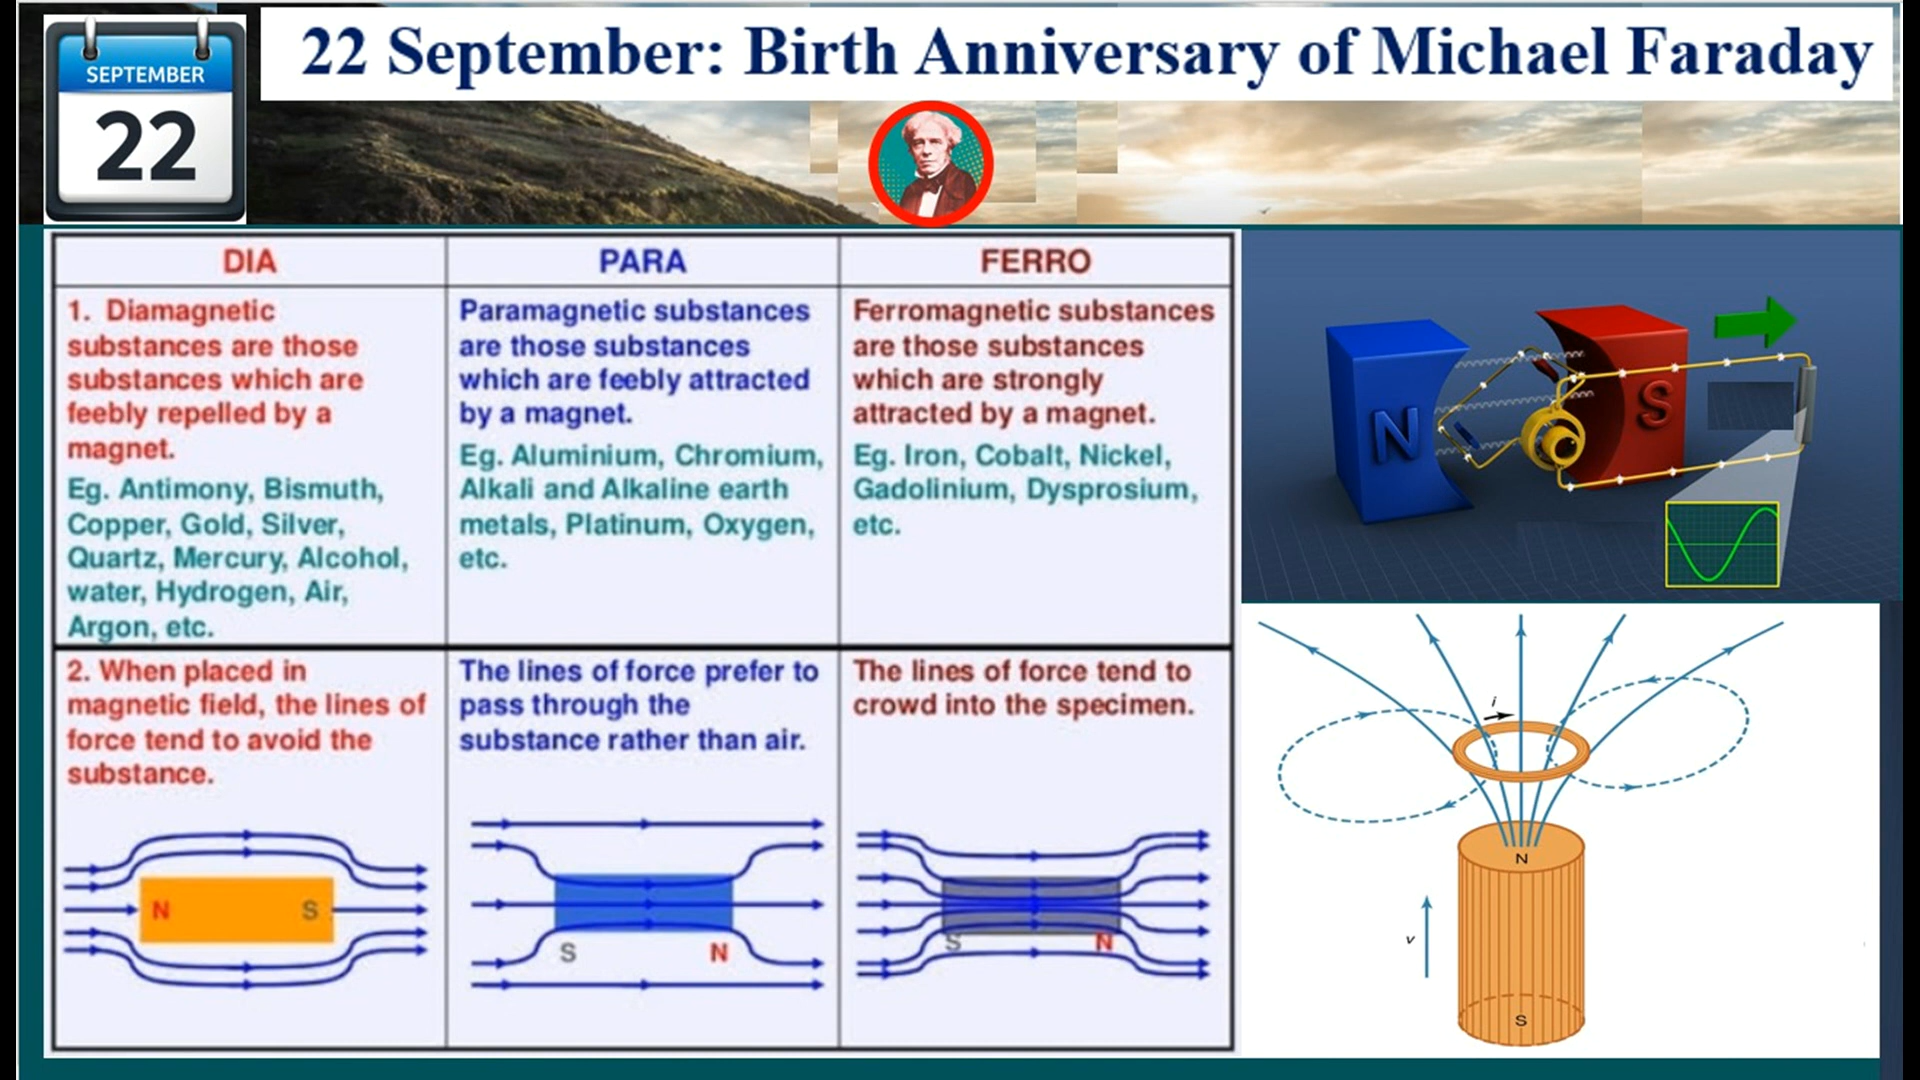 SEPTEMBER
22
22 September: Birth Anniversary of Michael Faraday
DIA
1. Diamagnetic
substances are those
substances which are
feebly repelled by a
magnet.
Eg. Antimony, Bismuth,
Copper, Gold, Silver,
Quartz, Mercury, Alcohol,
water, Hydrogen, Air,
Argon, etc.
PARA
Paramagnetic substances
are those substances
which are feebly attracted
by a magnet.
Eg. Aluminium, Chromium,
Alkali and Alkaline earth
metals, Platinum, Oxygen,
etc.
FERRO
Ferromagnetic substances
are those substances
which are strongly
attracted by a magnet.
Eg. Iron, Cobalt, Nickel,
Gadolinium, Dysprosium,
etc.
2. When placed in
magnetic field, the lines of
force tend to avoid the
substance.
N S
The lines of force prefer to
pass through the
substance rather than air.
S N
The lines of force tend to
crowd into the specimen.
S N
N S
i
N
v
S